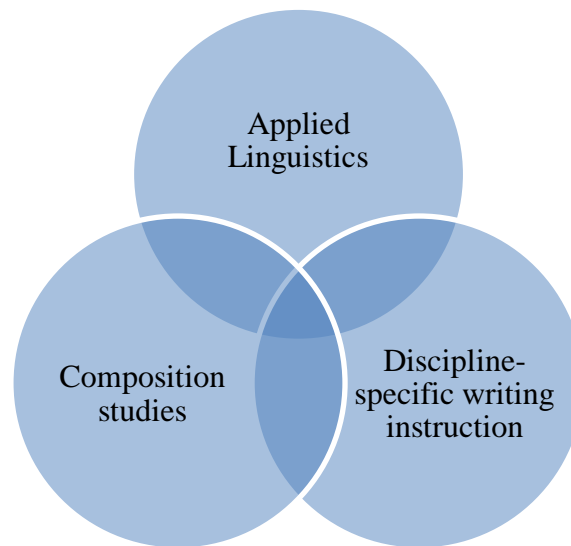 Applied
Linguistics
Composition
studies
Discipline-
specific writing
instruction